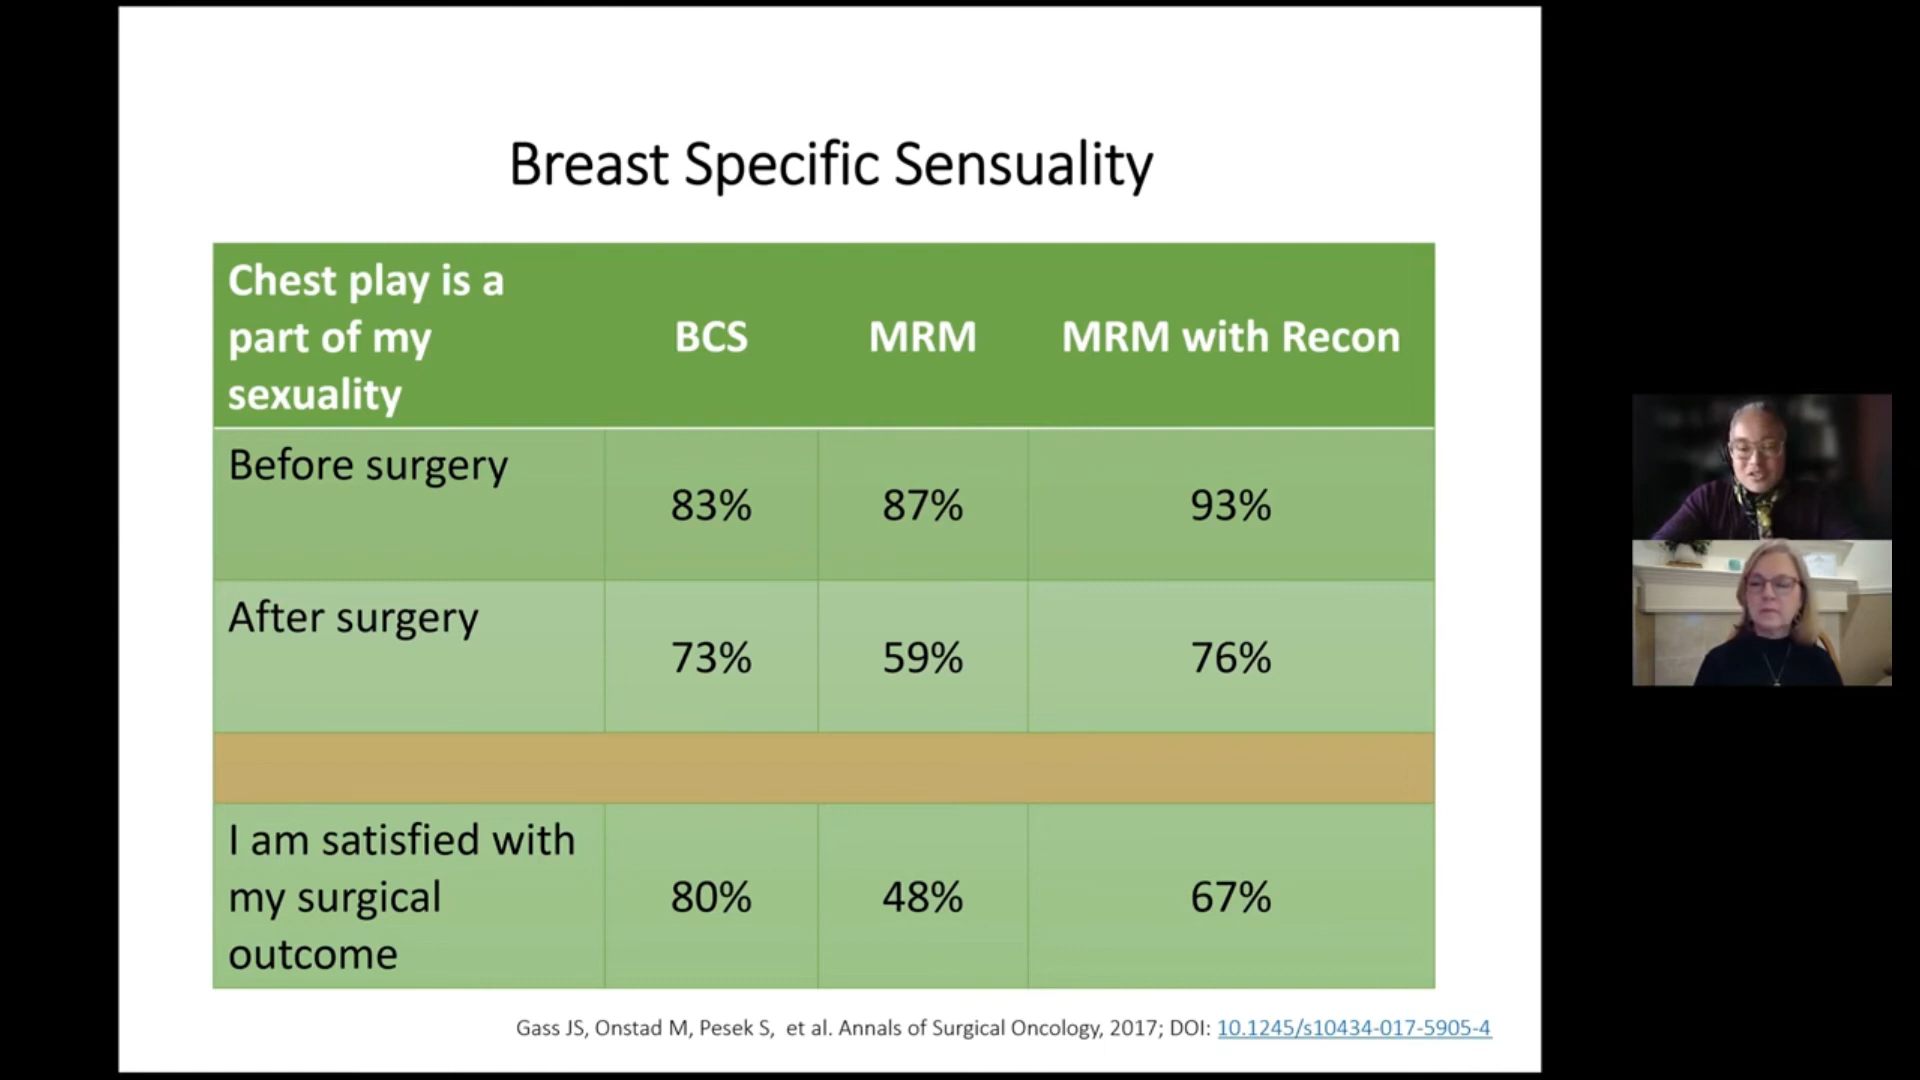 Breast Specific Sensuality
Chest play is a
part of my
sexuality
BCS
MRM
MRM with Recon
Before surgery
83%
87%
93%
After surgery
73%
59%
76%
I am satisfied with
my surgical
outcome
80%
48%
67%
Gass JS, Onstad M, Pesek S,  et al. Annals of Surgical Oncology, 2017; DOI: 10.1245/s10434-017-5905-4